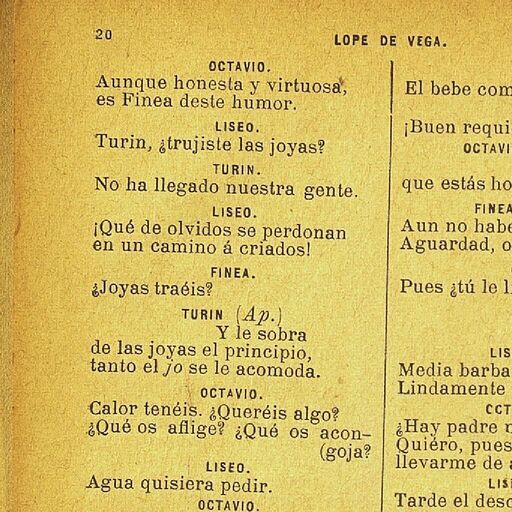 20
LOPE DE VEGA.
OCTAVIO.
Aunque honesta y virtuosa,
es Finea deste humor.
LISEO.
Turin, ¿trujiste las joyas?
TURIN.
No ha llegado nuestra gente.
LISEO.
¡Qué de olvidos se perdonan
en un camino á criados!
FINEA.
¿Joyas traéis?
TURIN (Ap.)
Y le sobra
de las joyas el principio,
tanto el jo se le acomoda.
OCTAVIO.
Calor tenéis. ¿Queréis algo?
¿Qué os aflige? ¿Qué os acon-
(goja?
LISEO.
Agua quisiera pedir.
OCTAVIO.
El bebe com
¡Buen requi
OCTAVI
que estás ho
FINEA
Aun no habe
Aguardad, o
Pues ¿tú le l
LIS
Media barba
Lindamente
CCT
¿Hay padre
Quiéro, pues
llevarme de a
LIS
Tarde el desc